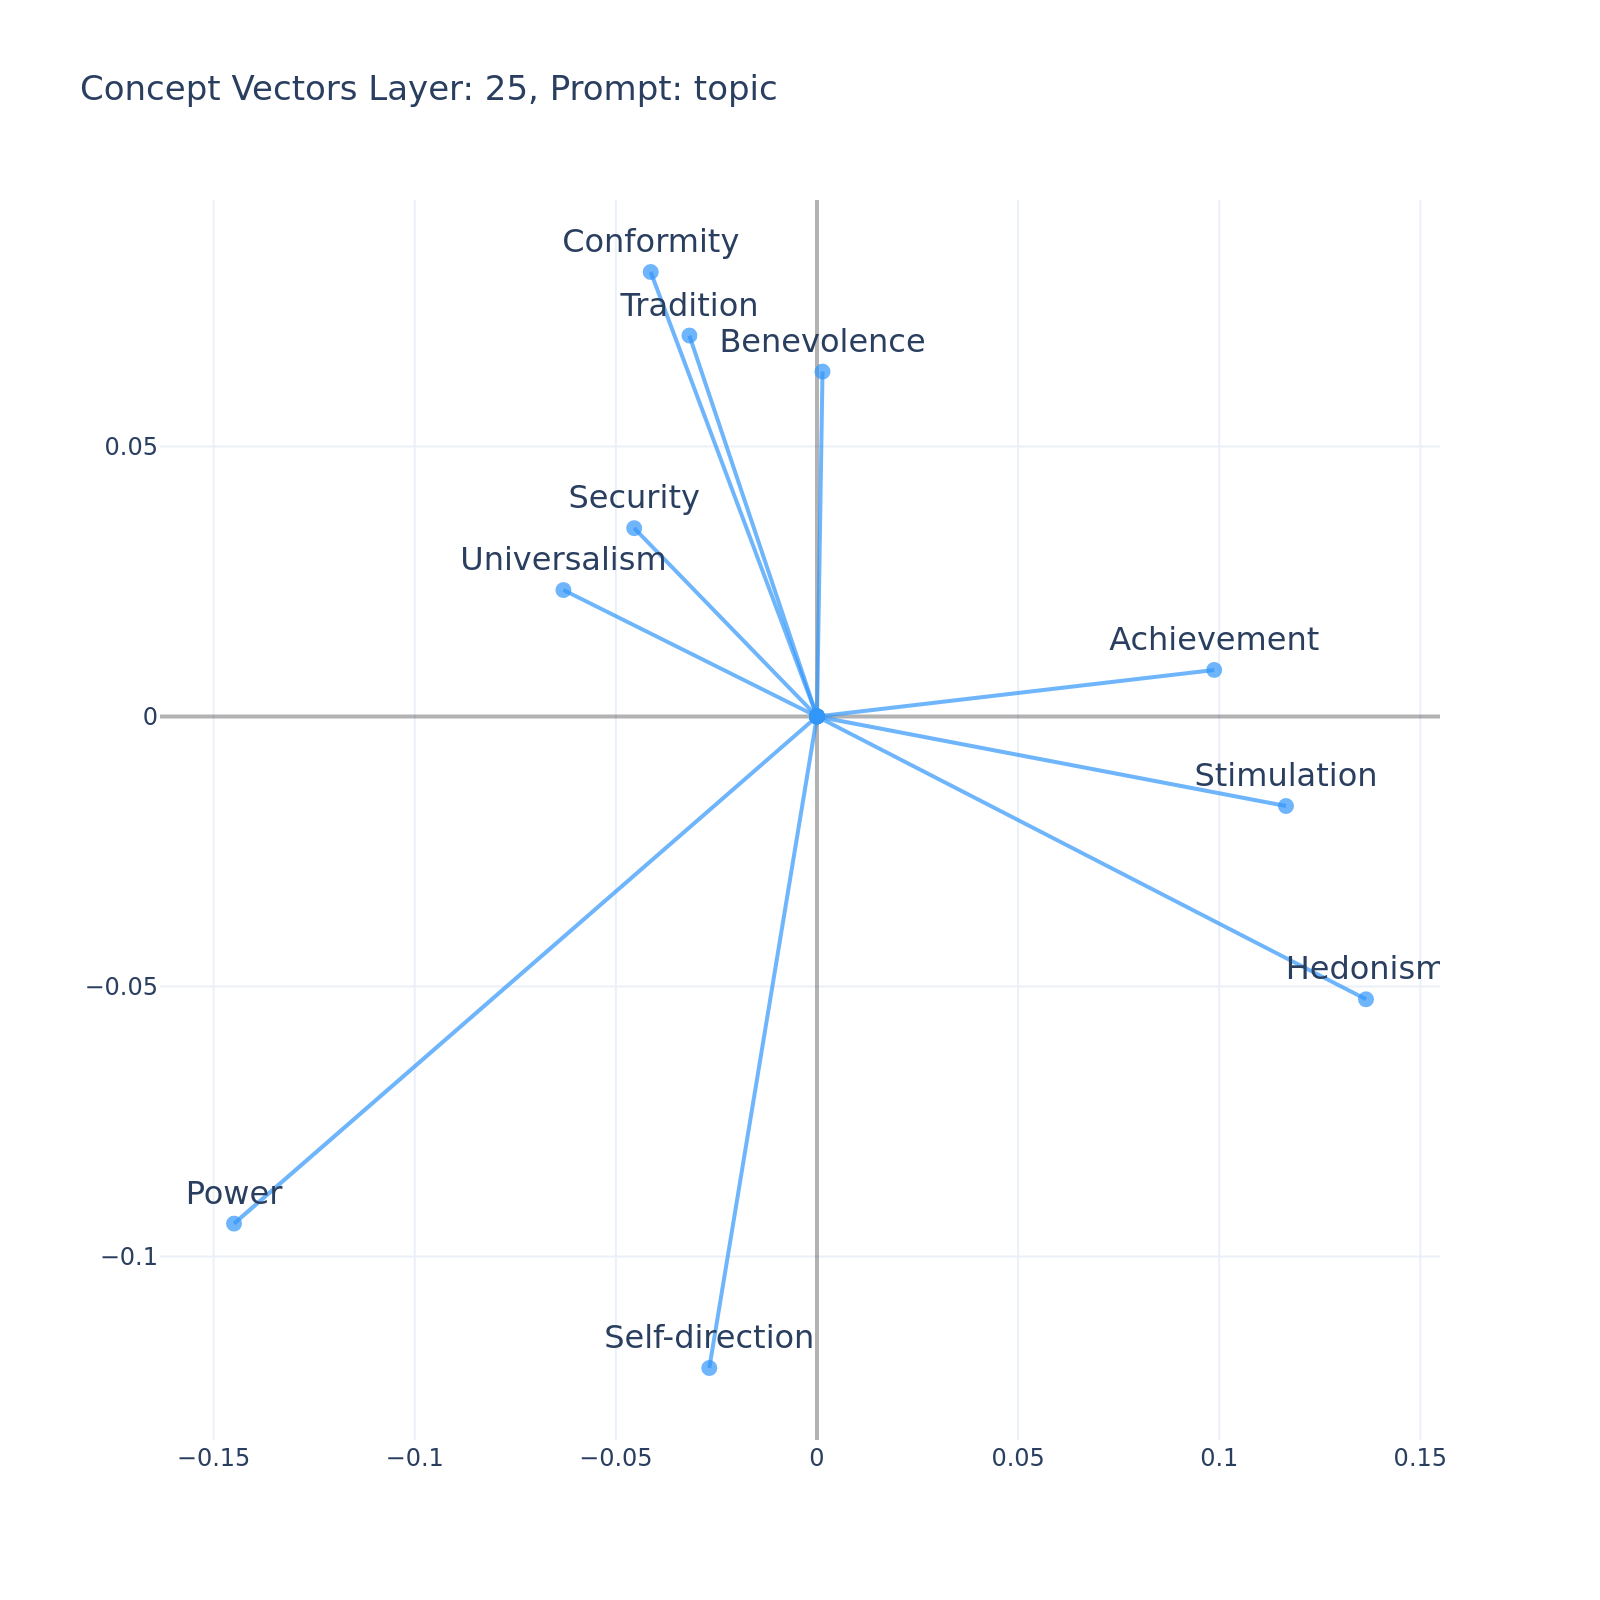 Concept Vectors Layer: 25, Prompt: topic
Conformity
Tradition
Benevolence
0.05
Security
Universalism
Achievement
0
Stimulation
Hedonism
−0.05
Power
−0.1
Self-direction
−0.15
−0.1
−0.05
0
0.05
0.1
0.15